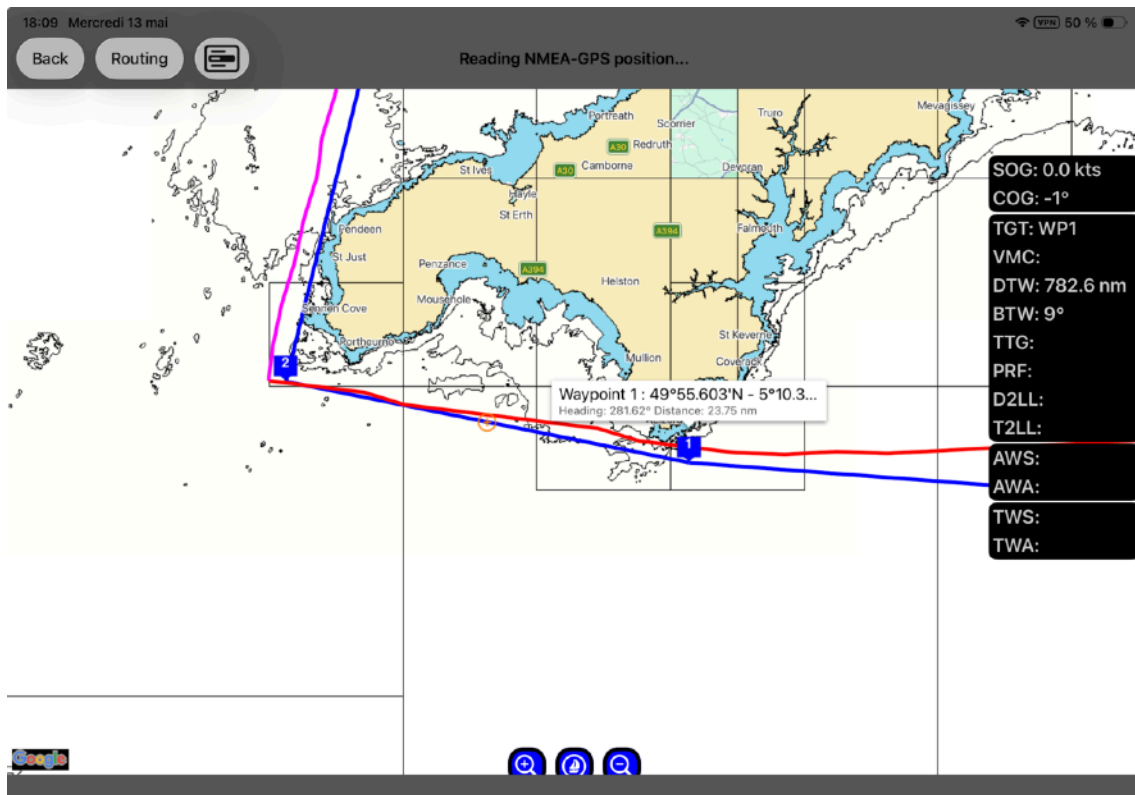 18:09 Mercredi 13 mai
VPN 50 %
Back
Routing
Reading NMEA-GPS position...
Portreath
Scorrier
Truro
Mevagissey
A30
Redruth
A30
Camborne
St Ives
Devoran
Hayle
St Erth
Pendeen
A394
Falmouth
St Just
Penzance
A394
Helston
Mousehole
Sennen Cove
St Keverne
Porthcurno
Mullion
Coverack
2
Waypoint 1 : 49°55.603'N - 5°10.3...
Heading: 281.62° Distance: 23.75 nm
1
SOG: 0.0 kts
COG: -1°
TGT: WP1
VMC:
DTW: 782.6 nm
BTW: 9°
TTG:
PRF:
D2LL:
T2LL:
AWS:
AWA:
TWS:
TWA:
Google